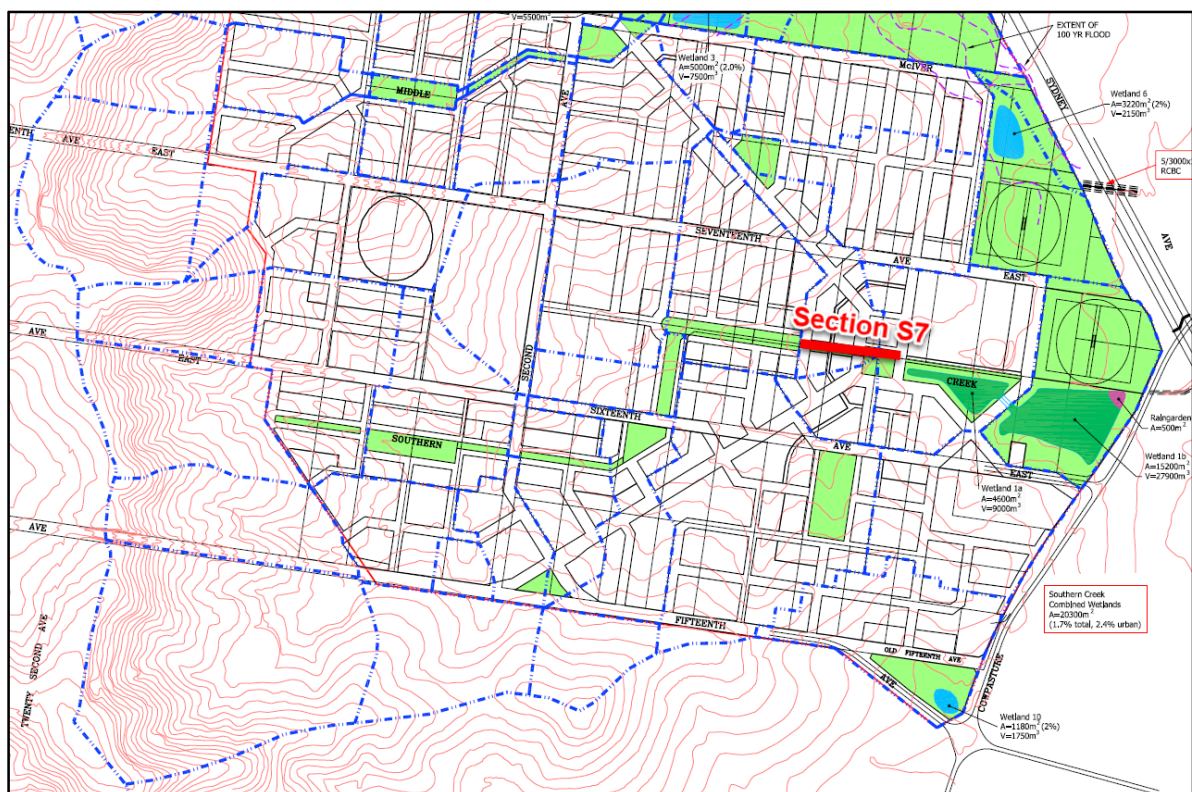 V=5500m²
EXTENT OF
100 YR FLOOD
Wetland 3
A=5000m² (2.0%)
V=7500m³
McIVER
SYDNEY
AVE
MIDDLE
AVE
Wetland 6
A=3220m² (2%)
V=2150m³
5/3000x
RCBC
ENTH
AVE
EAST
SEVENTEENTH
AVE
EAST
Section S7
AVE
EAST
SECOND
CREEK
SIXTEENTH
AVE
EAST
SOUTHERN
Raingarden
A=500m²
Wetland 1b
A=15200m²
V=27900m³
Wetland 1a
A=4600m²
V=9000m³
AVE
Southern Creek
Combined Wetlands
A=20300m²
(1.7% total, 2.4% urban)
FIFTEENTH
OLD FIFTEENTH AVE
AVE
COWPASTURE
TWENTY SECOND AVE
Wetland 10
A=1180m² (2%)
V=1750m³